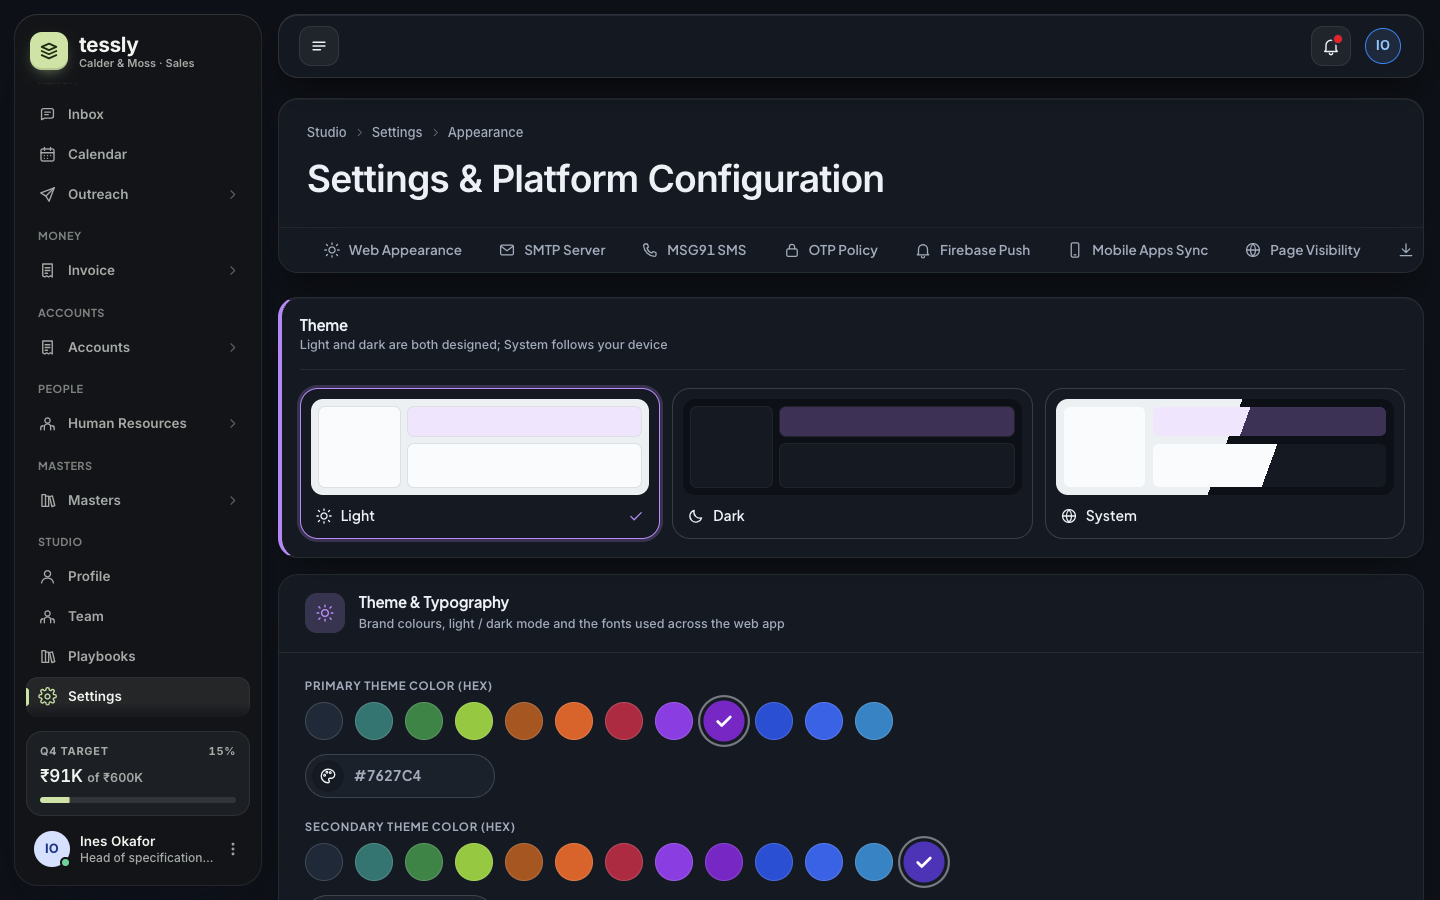 tessly
Calder & Moss · Sales
Inbox
Calendar
Outreach
MONEY
Invoice
ACCOUNTS
Accounts
PEOPLE
Human Resources
MASTERS
Masters
STUDIO
Profile
Team
Playbooks
Settings
Q4 TARGET 15%
₹91K of ₹600K
IO Ines Okafor
Head of specification...
IO
Studio > Settings > Appearance
Settings & Platform Configuration
Web Appearance SMTP Server MSG91 SMS OTP Policy Firebase Push Mobile Apps Sync Page Visibility
Theme
Light and dark are both designed; System follows your device
Light Dark System
Theme & Typography
Brand colours, light / dark mode and the fonts used across the web app
PRIMARY THEME COLOR (HEX)
#7627C4
SECONDARY THEME COLOR (HEX)